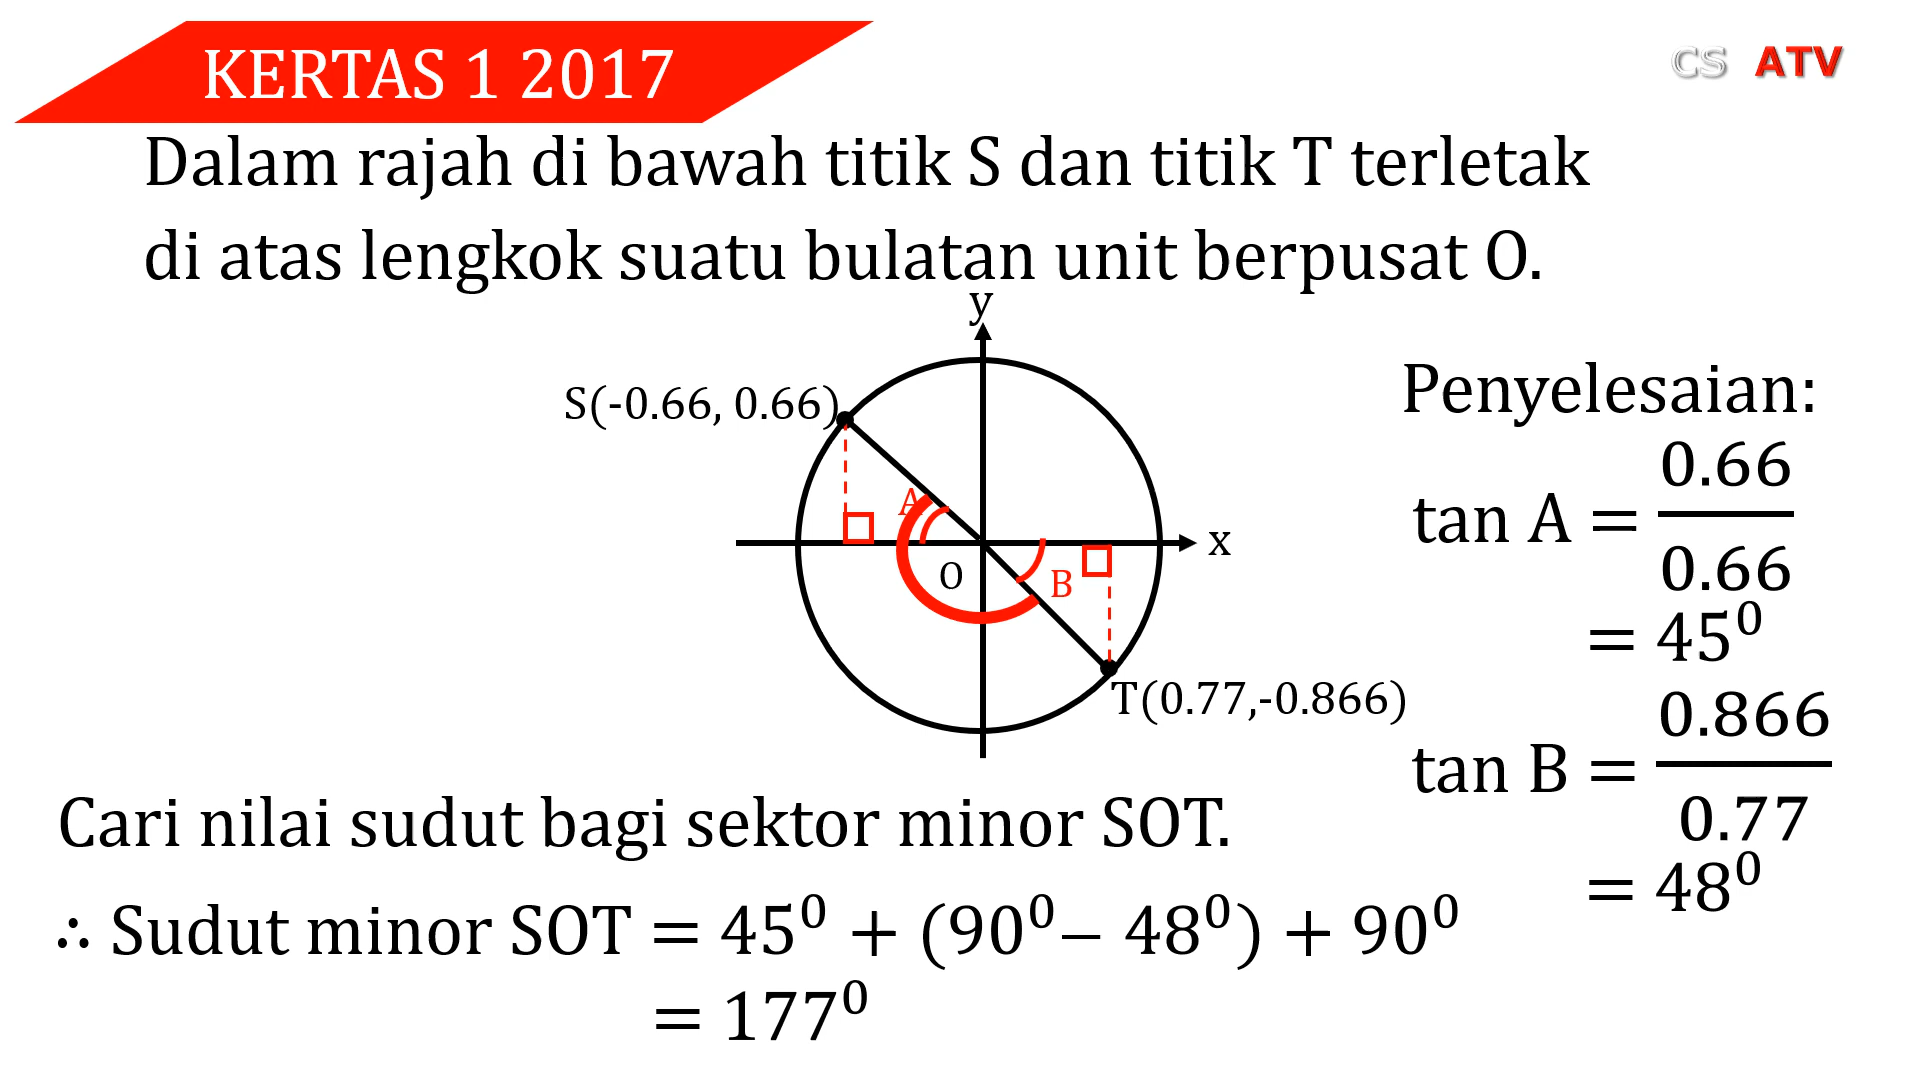 KERTAS 1 2017
CS ATV
Dalam rajah di bawah titik S dan titik T terletak
di atas lengkok suatu bulatan unit berpusat O.
y
S(-0.66, 0.66)
A
x
O
B
T(0.77,-0.866)
Penyelesaian:
tan A = 0.66/0.66
= 45⁰
tan B = 0.866/0.77
= 48⁰
Cari nilai sudut bagi sektor minor SOT.
∴ Sudut minor SOT = 45⁰ + (90⁰– 48⁰) + 90⁰
= 177⁰